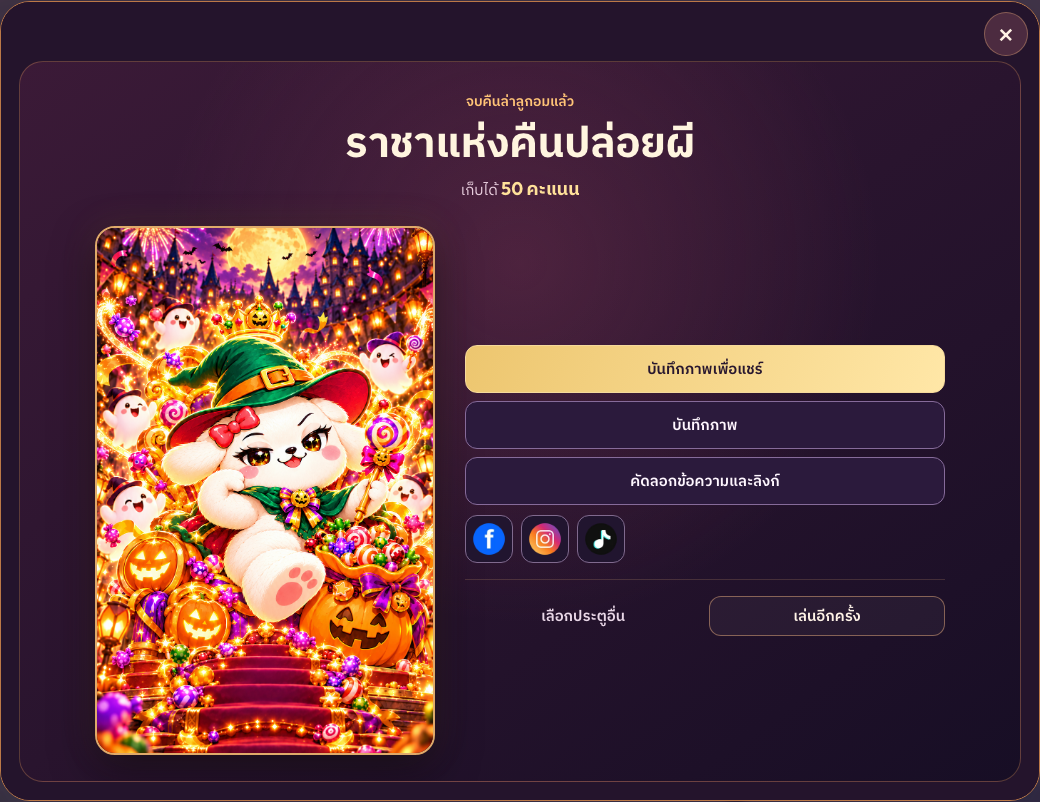 จบคืนล่าลูกอมแล้ว
ราชาแห่งคืนปล่อยผี
เก็บได้ 50 คะแนน
บันทึกภาพเพื่อแชร์
บันทึกภาพ
คัดลอกข้อความและลิงก์
เลือกประตูอื่น
เล่นอีกครั้ง